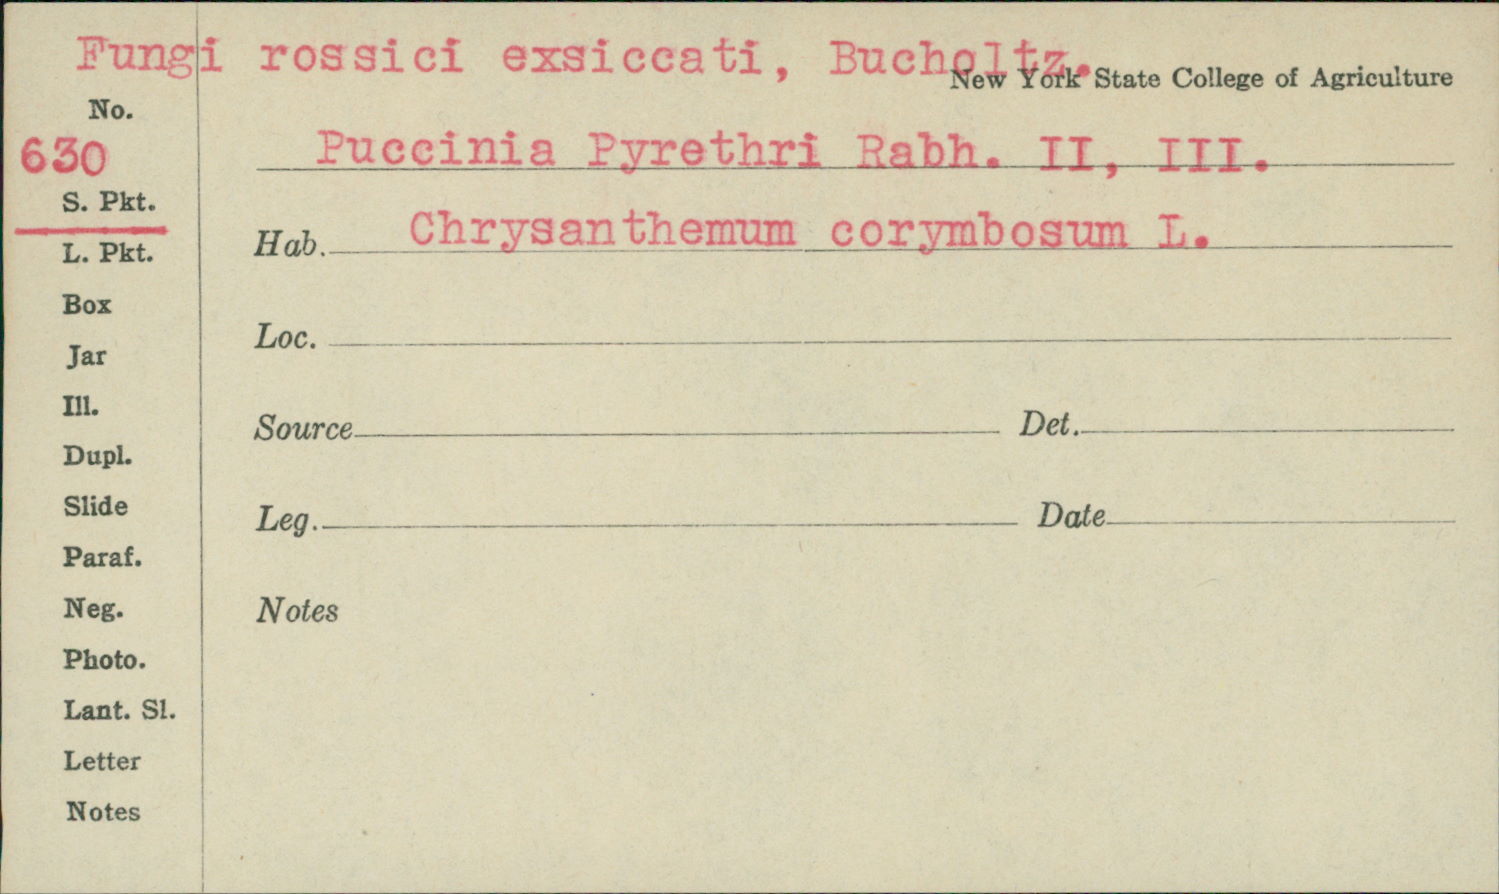 Fungi rossici exsiccati, Bucholtz.
New York State College of Agriculture
No.
630
Puccinia Pyrethri Rabh. II, III.
S. Pkt.
Hab. Chrysanthemum corymbosum L.
L. Pkt.
Box
Loc.
Jar
Ill.
Source Det.
Dupl.
Slide
Leg. Date
Paraf.
Neg.
Notes
Photo.
Lant. Sl.
Letter
Notes